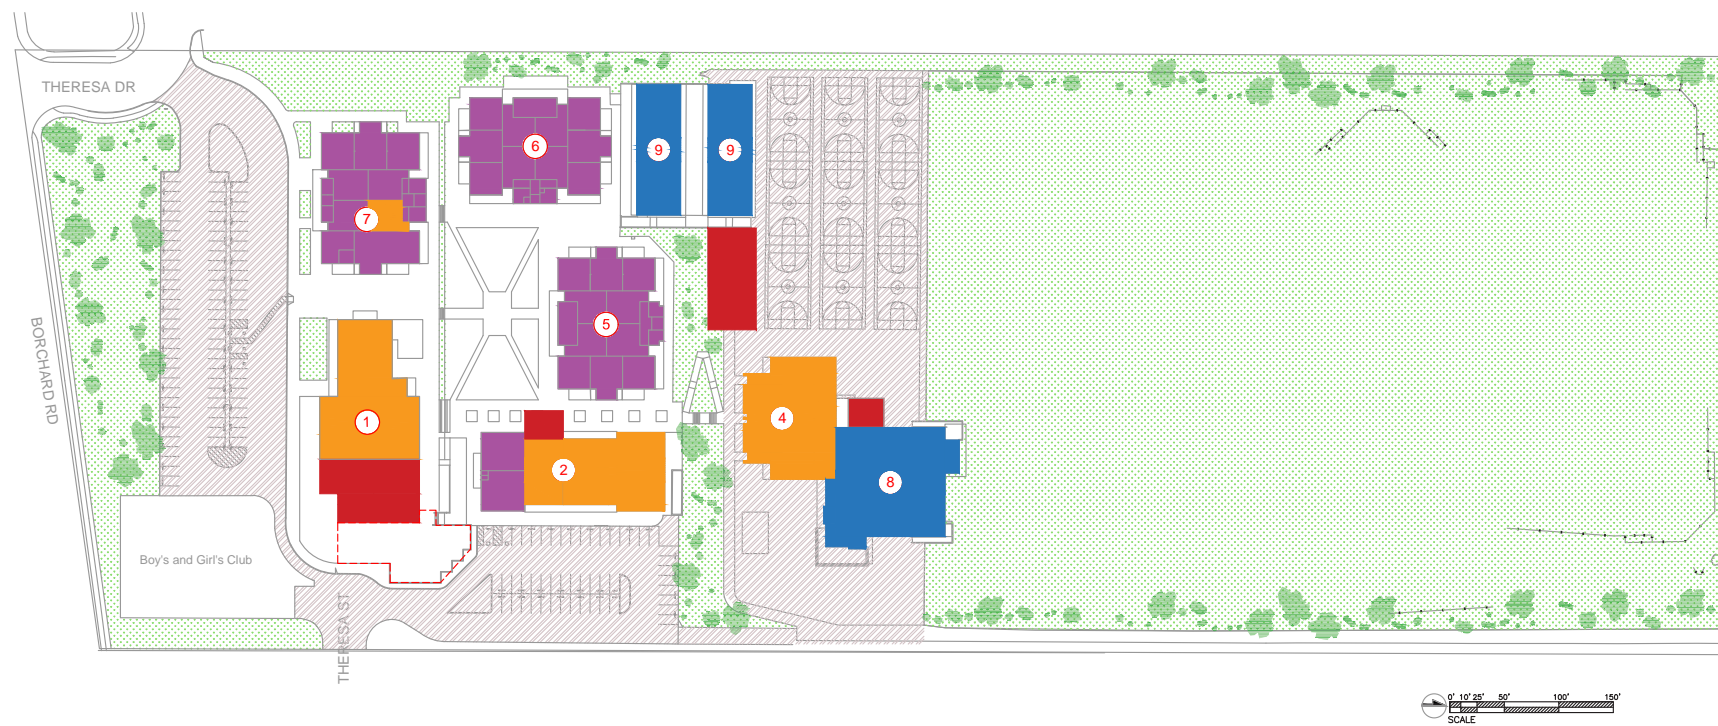 THERESA DR
6
9
9
7
5
BORCHARD RD
1
4
2
8
Boy's and Girl's Club
THERESA ST
0' 10' 25' 50' 100' 150'
SCALE